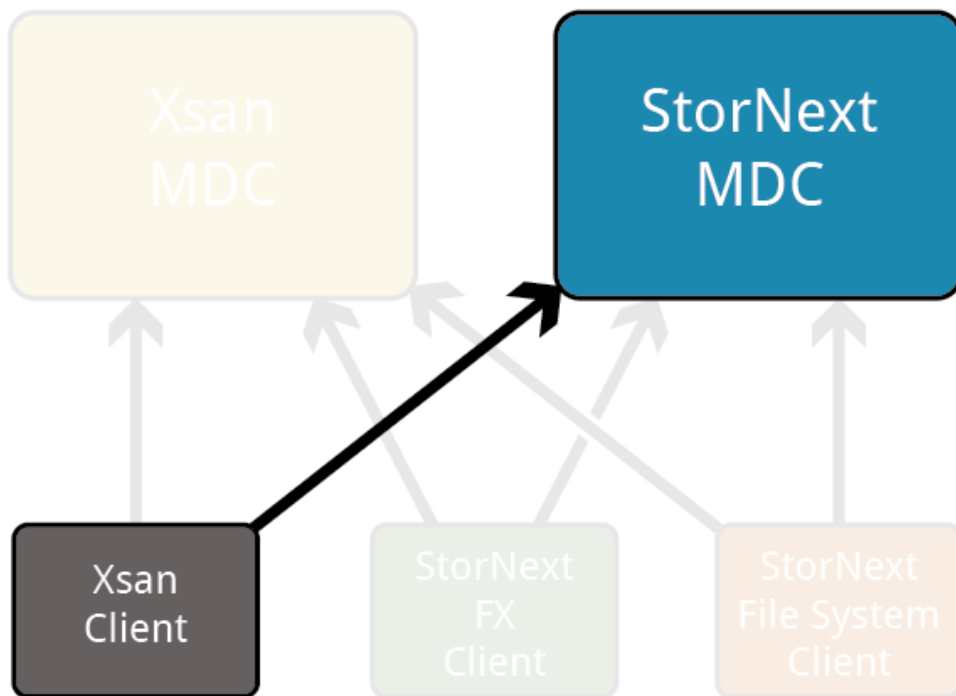 Xsan
MDC
StorNext
MDC
Xsan
Client
StorNext
FX
Client
StorNext
File System
Client